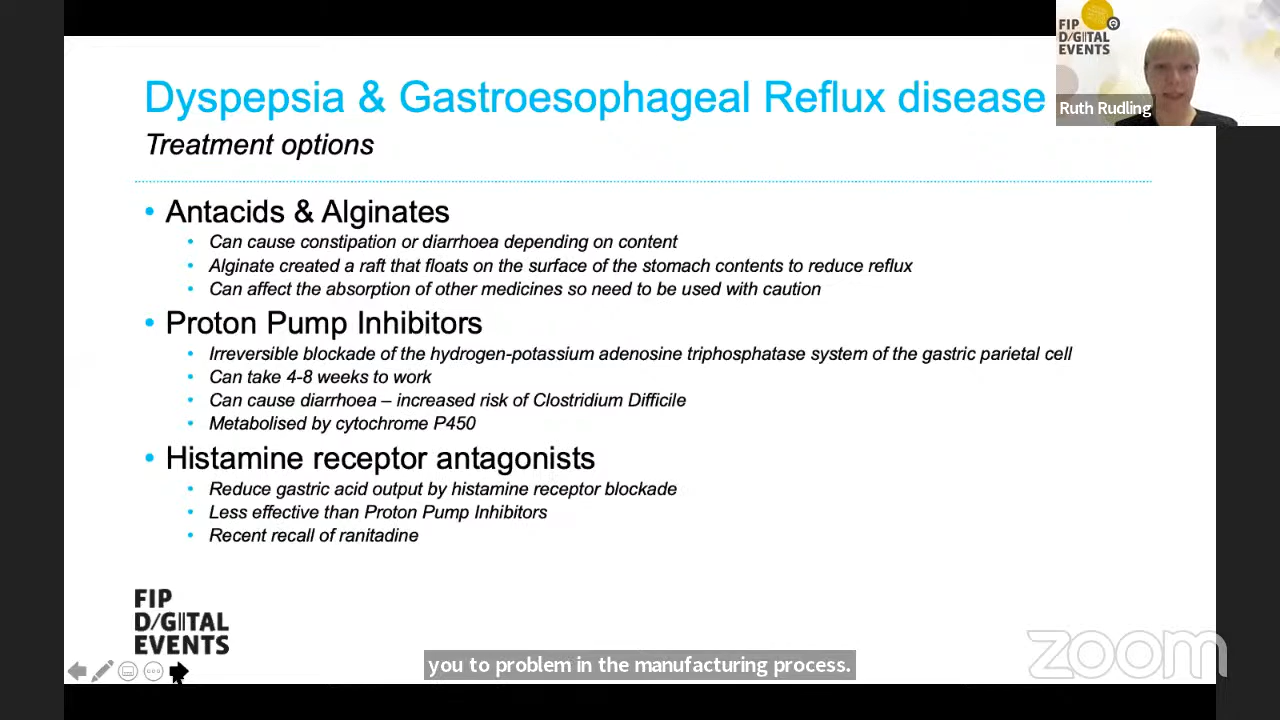 Dyspepsia & Gastroesophageal Reflux disease
Treatment options
• Antacids & Alginates
• Can cause constipation or diarrhoea depending on content
• Alginate created a raft that floats on the surface of the stomach contents to reduce reflux
• Can affect the absorption of other medicines so need to be used with caution
• Proton Pump Inhibitors
• Irreversible blockade of the hydrogen-potassium adenosine triphosphatase system of the gastric parietal cell
• Can take 4-8 weeks to work
• Can cause diarrhoea – increased risk of Clostridium Difficile
• Metabolised by cytochrome P450
• Histamine receptor antagonists
• Reduce gastric acid output by histamine receptor blockade
• Less effective than Proton Pump Inhibitors
• Recent recall of ranitadine
FIP
D/GITAL
EVENTS
Ruth Rudling
FIP
D/GITAL
EVENTS
you to problem in the manufacturing process.
zoom